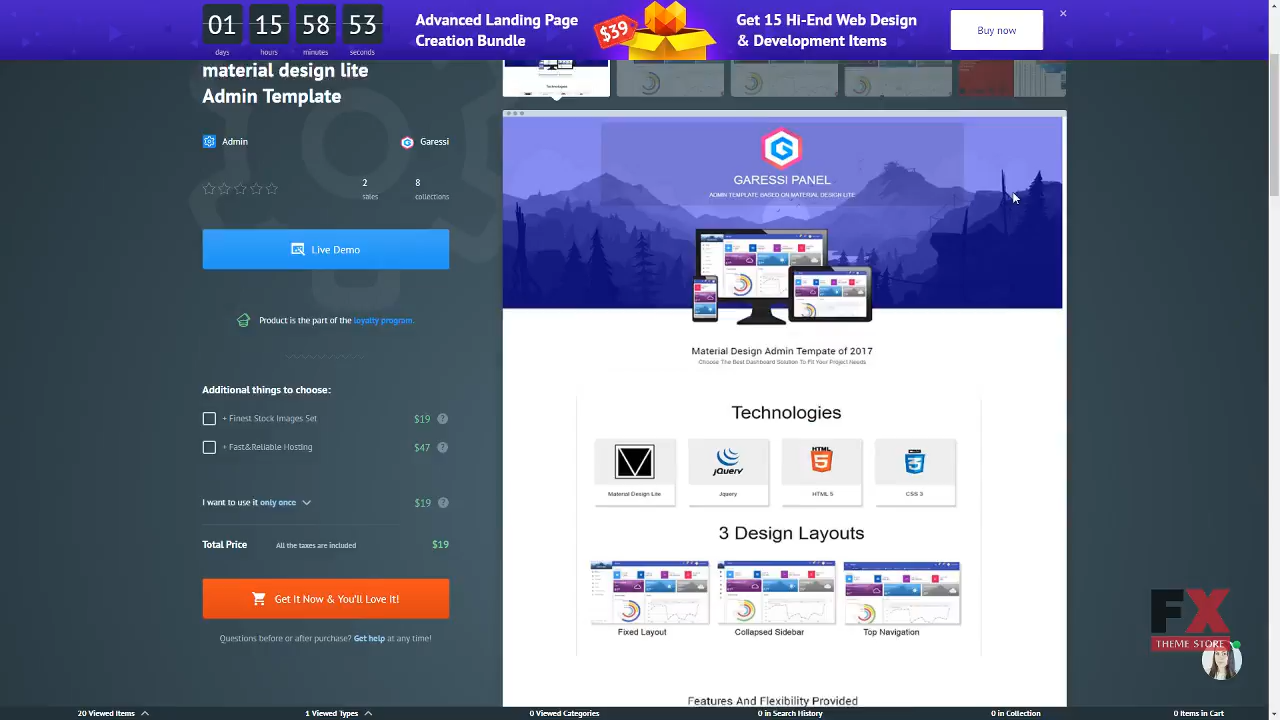 01 15 58 53
days hours minutes seconds
Advanced Landing Page
Creation Bundle
$39
Get 15 Hi-End Web Design
& Development Items
Buy now
material design lite
Admin Template
Admin
Garessi
2
sales
8
collections
Live Demo
Product is the part of the loyalty program.
Additional things to choose:
+ Finest Stock Images Set $19 ?
+ Fast&Reliable Hosting $47 ?
I want to use it only once $19 ?
Total Price All the taxes are included $19
Get It Now & You'll Love It!
Questions before or after purchase? Get help at any time!
Technologies
G
GARESSI PANEL
ADMIN TEMPLATE BASED ON MATERIAL DESIGN LITE
Material Design Admin Tempate of 2017
Choose The Best Dashboard Solution To Fit Your Project Needs
Technologies
jQuery
HTML
5
CSS
3
Material Design Lite
Jquery
HTML 5
CSS 3
3 Design Layouts
Fixed Layout
Collapsed Sidebar
Top Navigation
Features And Flexibility Provided
FX
THEME STORE
20 Viewed Items
1 Viewed Types
0 Viewed Categories
0 in Search History
0 in Collection
0 Items in Cart